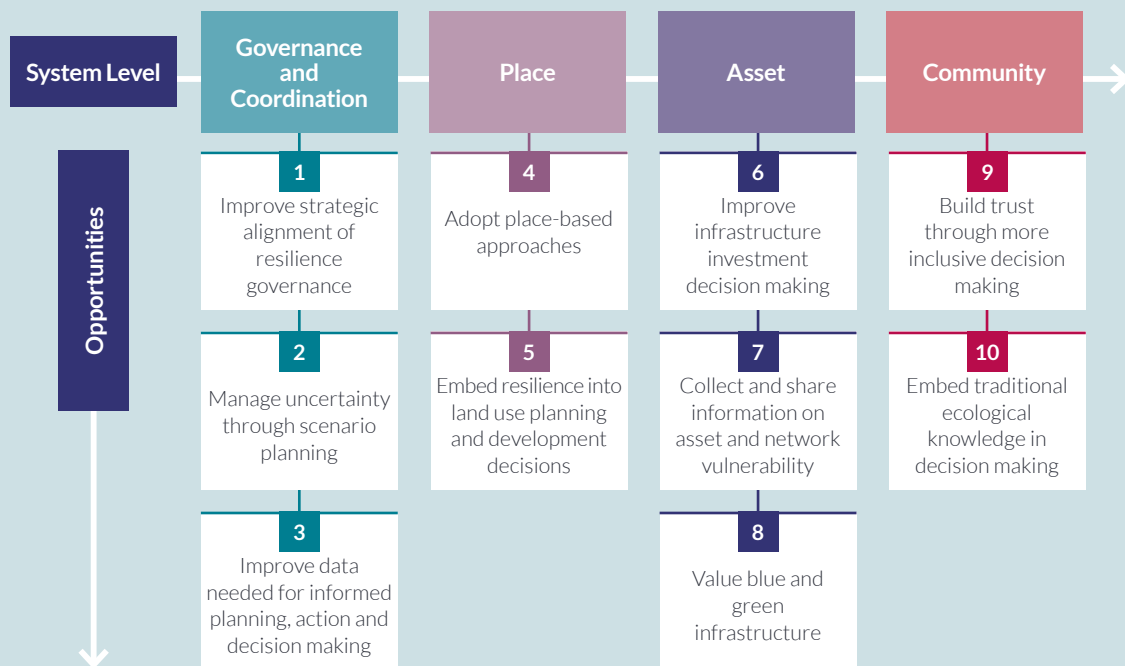 System Level
Governance
and
Coordination
Place
Asset
Community
Opportunities
1
Improve strategic
alignment of
resilience
governance
2
Manage uncertainty
through scenario
planning
3
Improve data
needed for informed
planning, action and
decision making
4
Adopt place-based
approaches
5
Embed resilience into
land use planning
and development
decisions
6
Improve
infrastructure
investment
decision making
7
Collect and share
information on
asset and network
vulnerability
8
Value blue and
green
infrastructure
9
Build trust
through more
inclusive decision
making
10
Embed traditional
ecological
knowledge in
decision making